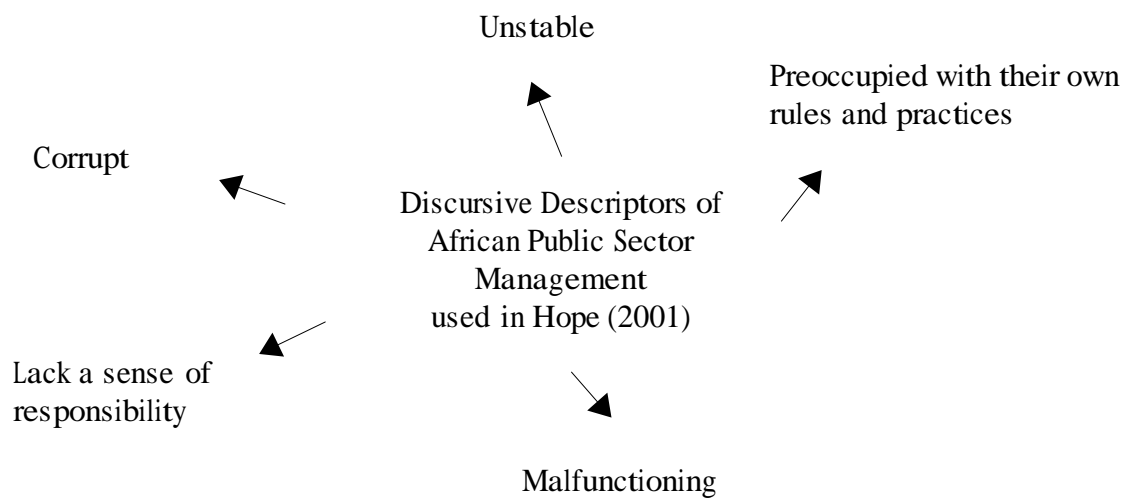 Unstable
Preoccupied with their own
rules and practices
Corrupt
Discursive Descriptors of
African Public Sector
Management
used in Hope (2001)
Lack a sense of
responsibility
Malfunctioning